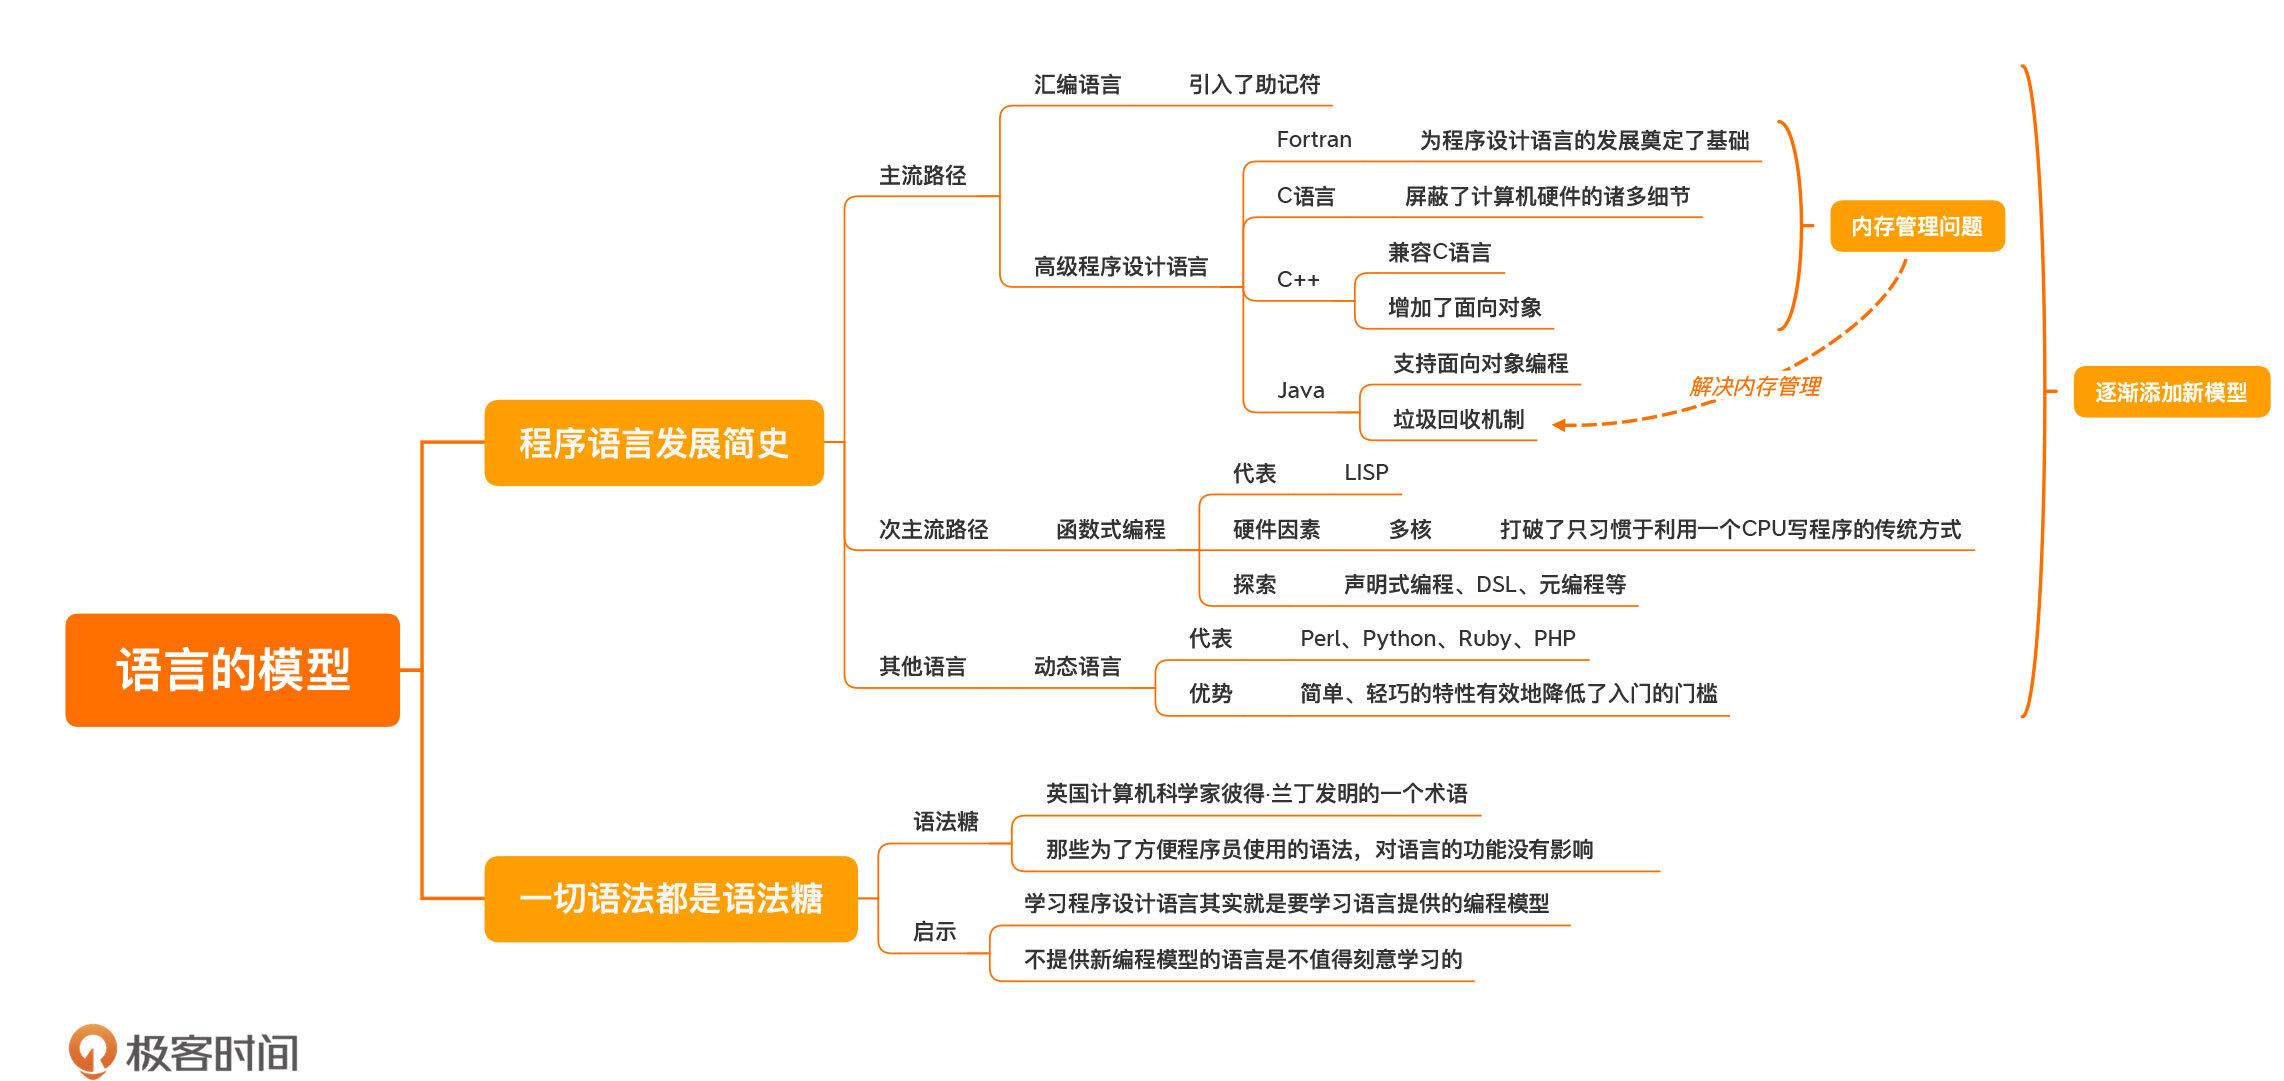 语言的模型
程序语言发展简史
主流路径
汇编语言 引入了助记符
高级程序设计语言
Fortran 为程序设计语言的发展奠定了基础
C语言 屏蔽了计算机硬件的诸多细节
C++
兼容C语言
增加了面向对象
Java
支持面向对象编程
垃圾回收机制
内存管理问题
解决内存管理
次主流路径 函数式编程
代表 LISP
硬件因素 多核 打破了只习惯于利用一个CPU写程序的传统方式
探索 声明式编程、DSL、元编程等
其他语言 动态语言
代表 Perl、Python、Ruby、PHP
优势 简单、轻巧的特性有效地降低了入门的门槛
逐渐添加新模型
一切语法都是语法糖
语法糖
英国计算机科学家彼得·兰丁发明的一个术语
那些为了方便程序员使用的语法，对语言的功能没有影响
启示
学习程序设计语言其实就是要学习语言提供的编程模型
不提供新编程模型的语言是不值得刻意学习的
极客时间